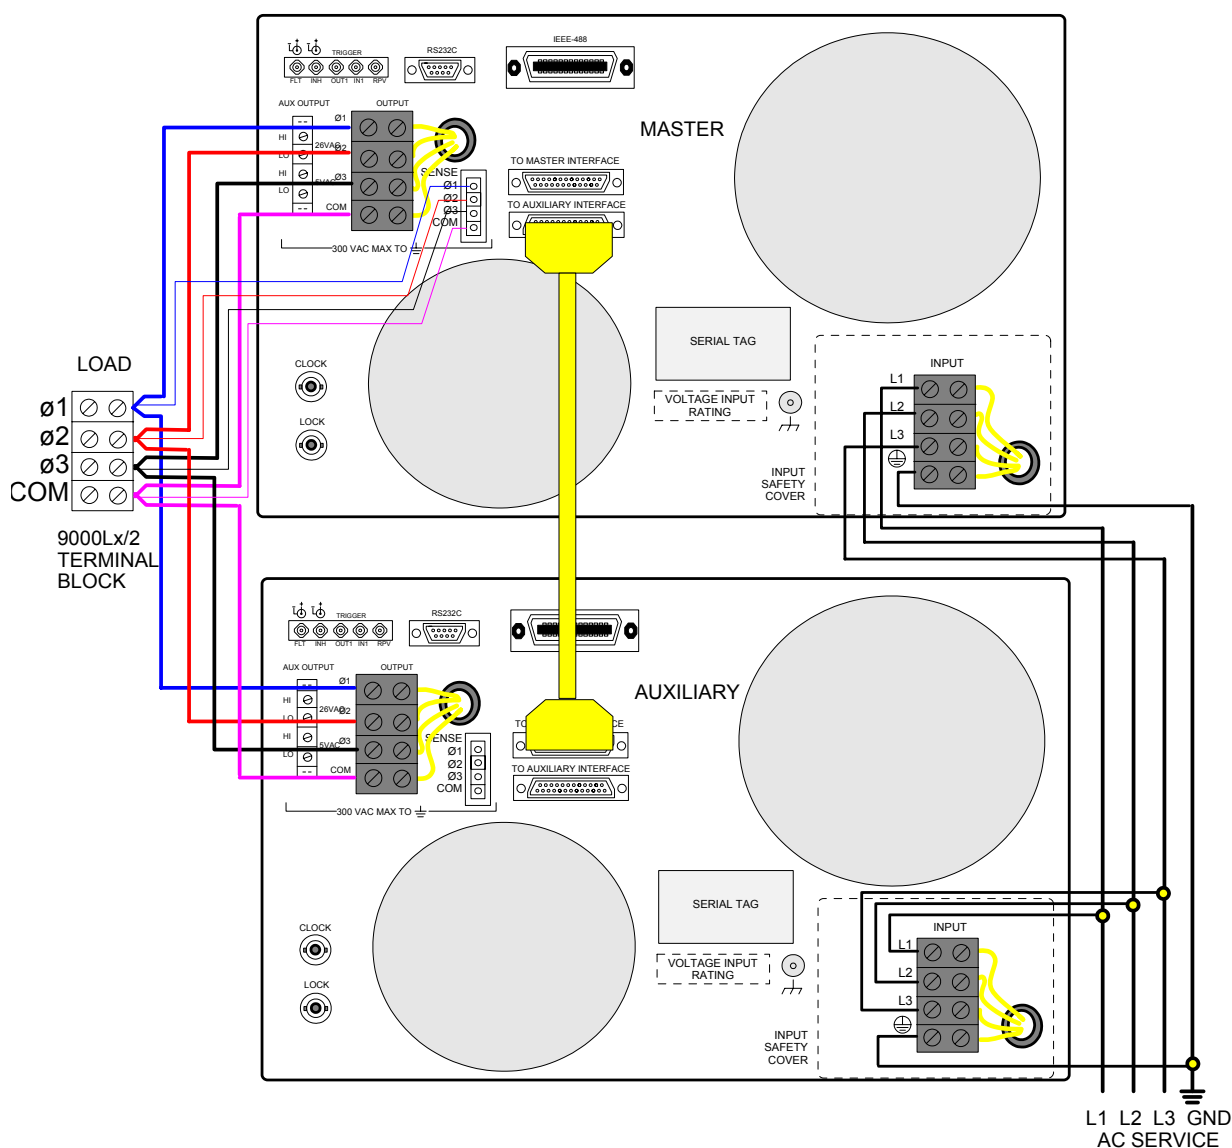 IEEE-488
TRIGGER
RS232C
FLT INH OUT1 IN1 RPV
AUX OUTPUT
OUTPUT
Ø1
HI
26VAC
Ø2
LO
HI
5VAC
Ø3
LO
COM
SENSE
Ø1
Ø2
Ø3
COM
300 VAC MAX TO
MASTER
TO MASTER INTERFACE
TO AUXILIARY INTERFACE
SERIAL TAG
VOLTAGE INPUT
RATING
CLOCK
LOCK
INPUT
L1
L2
L3
INPUT
SAFETY
COVER
LOAD
ø1
ø2
ø3
COM
9000Lx/2
TERMINAL
BLOCK
TRIGGER
RS232C
FLT INH OUT1 IN1 RPV
AUX OUTPUT
OUTPUT
Ø1
HI
26VAC
Ø2
LO
HI
5VAC
Ø3
LO
COM
SENSE
Ø1
Ø2
Ø3
COM
300 VAC MAX TO
AUXILIARY
TO AUXILIARY INTERFACE
SERIAL TAG
VOLTAGE INPUT
RATING
CLOCK
LOCK
INPUT
L1
L2
L3
INPUT
SAFETY
COVER
L1 L2 L3 GND
AC SERVICE